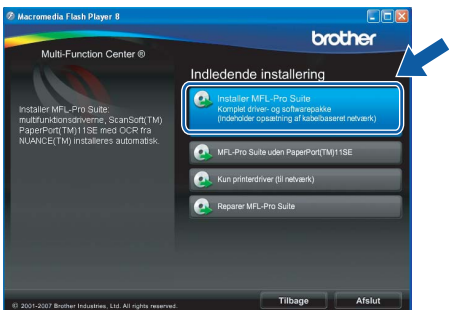 Macromedia Flash Player 8
brother
Multi-Function Center ®
Indledende installering
Installer MFL-Pro Suite:
multifunktionsdriverne, ScanSoft(TM)
PaperPort(TM)11SE med OCR fra
NUANCE(TM) installeres automatisk.
Installer MFL-Pro Suite
Komplet driver- og softwarepakke
(indeholder opsætning af kabelbaseret netværk)
MFL-Pro Suite uden PaperPort(TM)11SE
Kun printerdriver (til netværk)
Reparer MFL-Pro Suite
© 2001-2007 Brother Industries, Ltd. All rights reserved.
Tilbage
Afslut